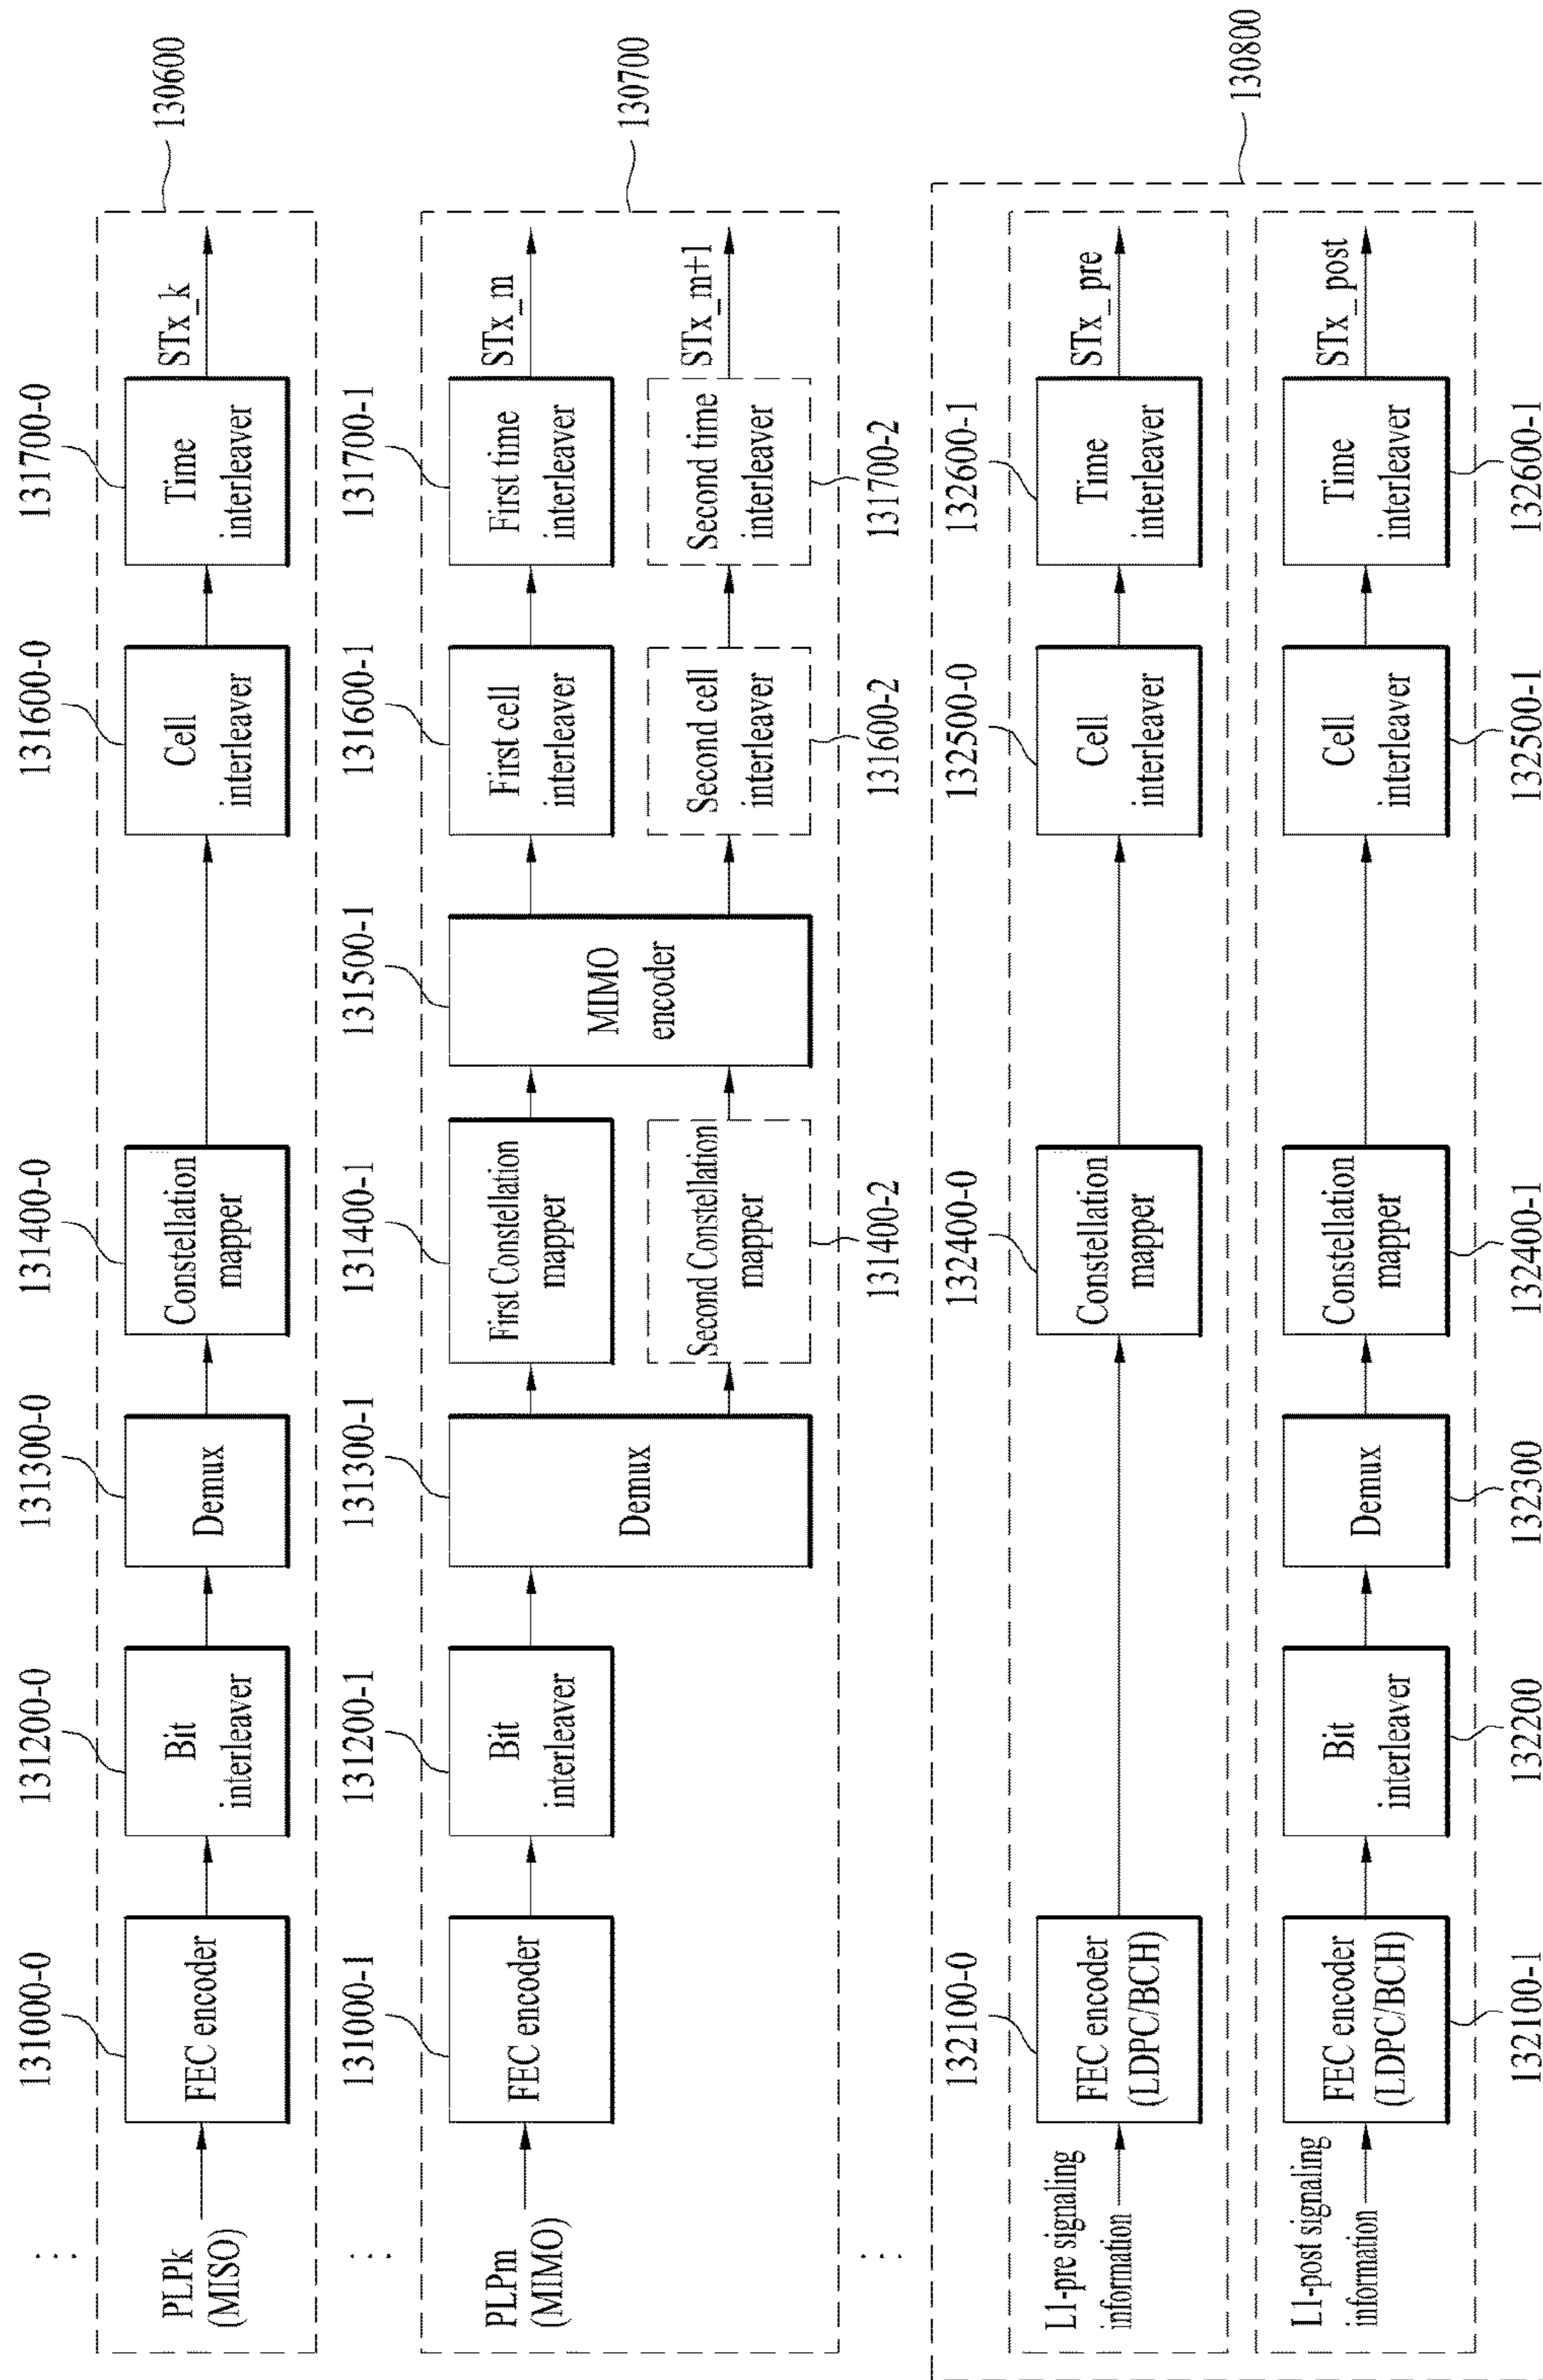 131000-0
131200-0
131300-0
131400-0
131600-0
131700-0
130600
⋮
PLPk
(MISO)
FEC encoder
Bit
interleaver
Demux
Constellation
mapper
Cell
interleaver
Time
interleaver
STx_k
131000-1
131200-1
131300-1
131400-1
131500-1
131600-1
131700-1
130700
⋮
PLPm
(MIMO)
FEC encoder
Bit
interleaver
Demux
First Constellation
mapper
MIMO
encoder
First cell
interleaver
First time
interleaver
STx_m
Second Constellation
mapper
Second cell
interleaver
Second time
interleaver
STx_m+1
131400-2
131600-2
131700-2
⋮
132100-0
132400-0
132500-0
132600-1
130800
L1-pre signaling
information
FEC encoder
(LDPC/BCH)
Constellation
mapper
Cell
interleaver
Time
interleaver
STx_pre
L1-post signaling
information
FEC encoder
(LDPC/BCH)
Bit
interleaver
Demux
Constellation
mapper
Cell
interleaver
Time
interleaver
STx_post
132100-1
132200
132300
132400-1
132500-1
132600-1